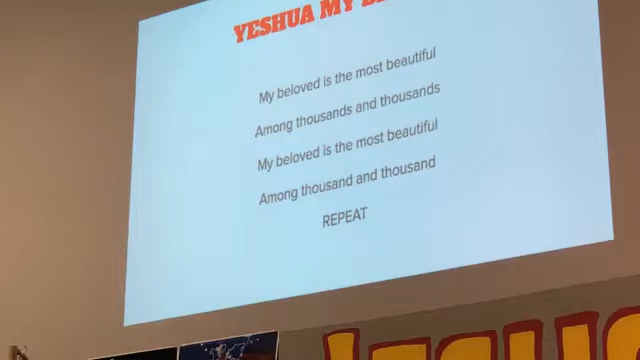 YESHUA MY
My beloved is the most beautiful
Among thousands and thousands
My beloved is the most beautiful
Among thousand and thousand
REPEAT